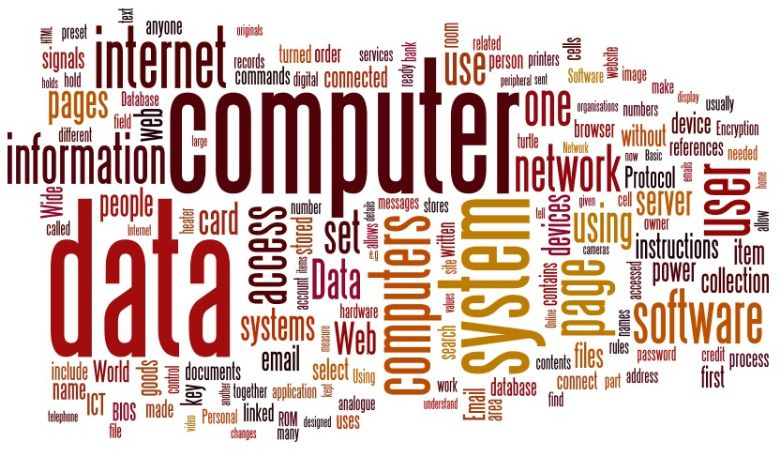 text
HTML
preset
anyone
originals
signals
internet
records
turned
order
services
commands
digital
connected
holds
hold
pages
Database
different
field
web
large
information
computer
ready
bank
use
room
related
person
printers
cells
website
peripheral
sent
Software
image
make
display
one
organisations
numbers
usually
browser
without
device
Encryption
turtle
Network
references
network
now
Basic
emails
needed
Protocol
home
Wide
people
called
Internet
heater
card
data
access
number
account
items
stored
set
allows
details
e.g
messages
stores
Data
hardware
systems
measure
Web
email
select
Using
kept
computers
written
site
values
search
system
tell
given
cell
server
owner
user
allow
devices
using
contains
Online
cameras
page
accessed
instructions
item
power
collection
names
software
rules
password
credit
process
first
include
World
name
ICT
telephone
BIOS
file
goods
made
control
key
video
documents
another
together
Personal
changes
linked
application
ROM
many
designed
analogue
uses
work
understand
Email
area
database
contents
files
connect
part
address
find